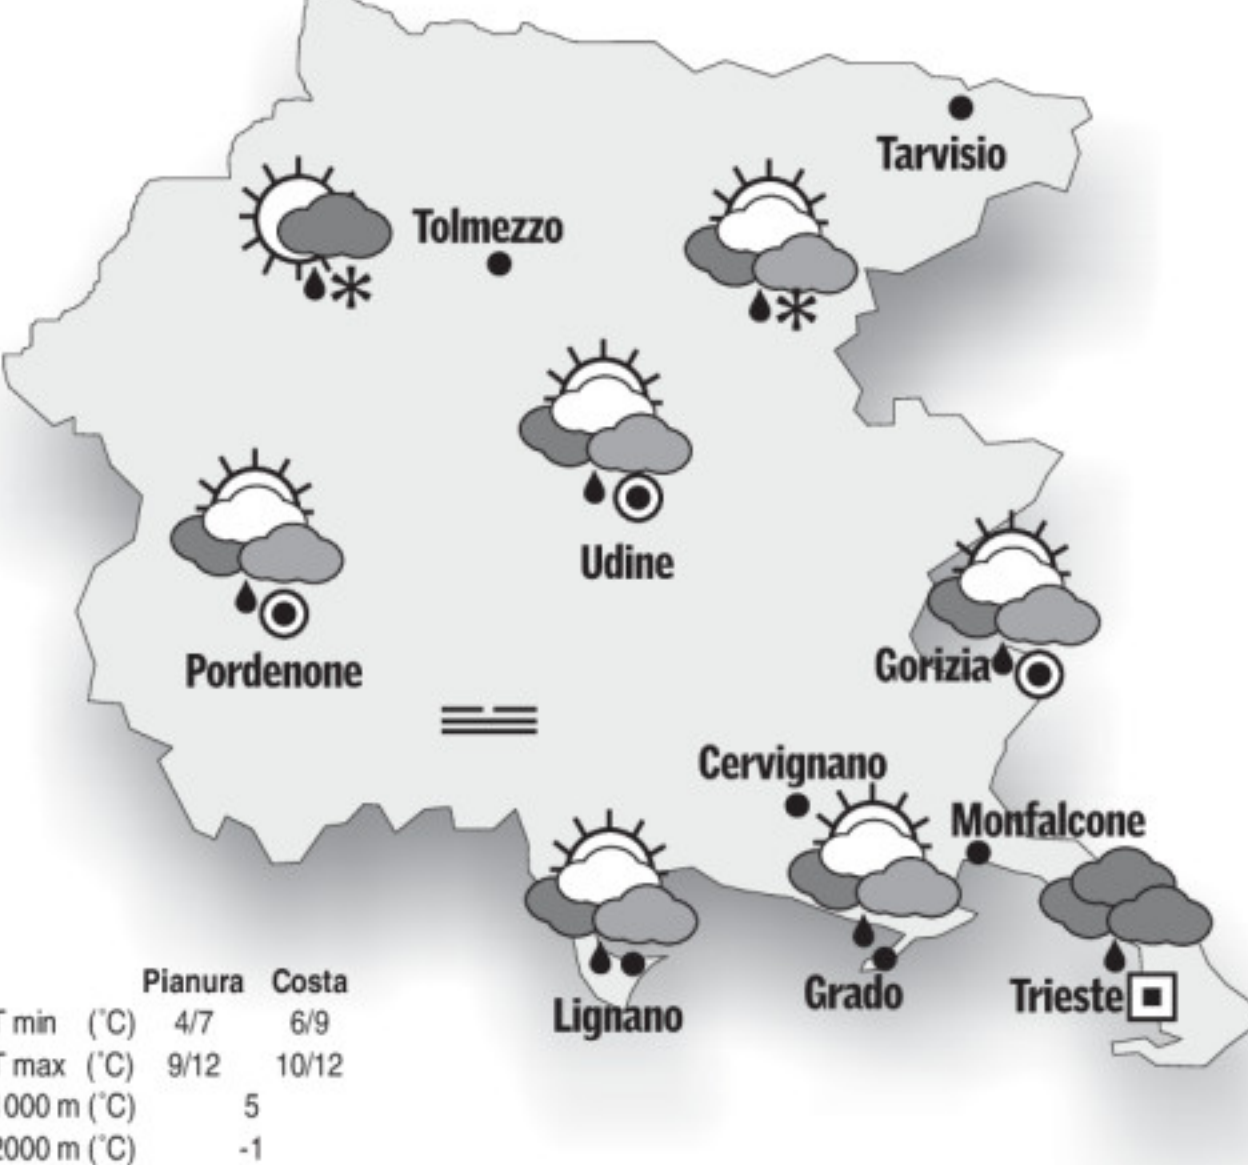 Tarvisio
Tolmezzo
Udine
Pordenone
Gorizia
Cervignano
Monfalcone
Lignano
Grado
Trieste
Pianura Costa
T min (°C) 4/7 6/9
T max (°C) 9/12 10/12
000 m (°C) 5
2000 m (°C) -1